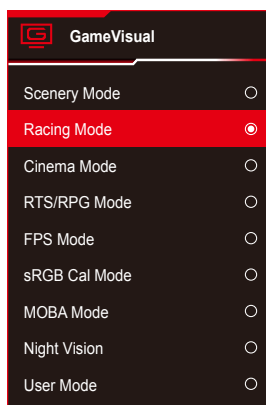 GameVisual
Scenery Mode
Racing Mode
Cinema Mode
RTS/RPG Mode
FPS Mode
sRGB Cal Mode
MOBA Mode
Night Vision
User Mode